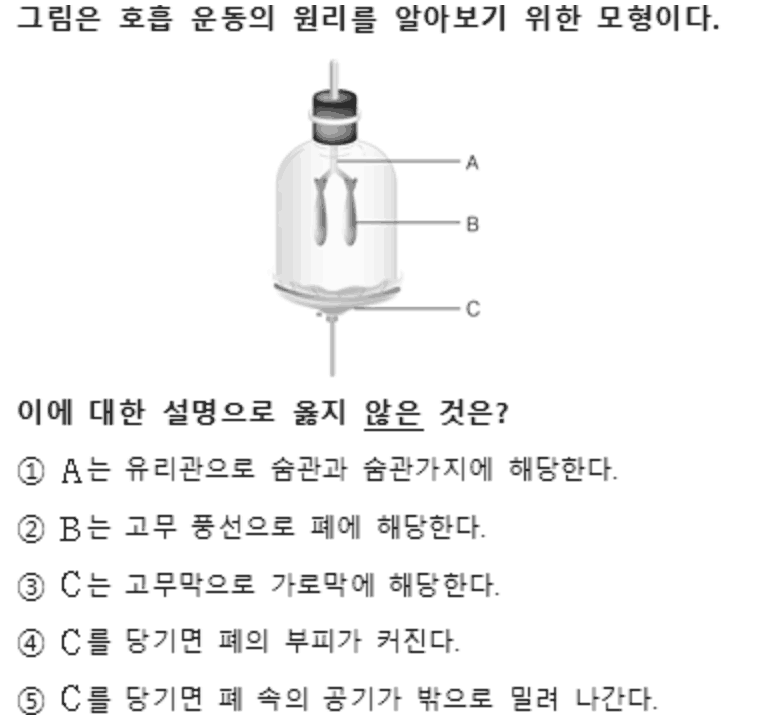 그림은 호흡 운동의 원리를 알아보기 위한 모형이다.
A
B
C
이에 대한 설명으로 옳지 않은 것은?
① A는 유리관으로 숨관과 숨관가지에 해당한다.
② B는 고무 풍선으로 폐에 해당한다.
③ C는 고무막으로 가로막에 해당한다.
④ C를 당기면 폐의 부피가 커진다.
⑤ C를 당기면 폐 속의 공기가 밖으로 밀려 나간다.